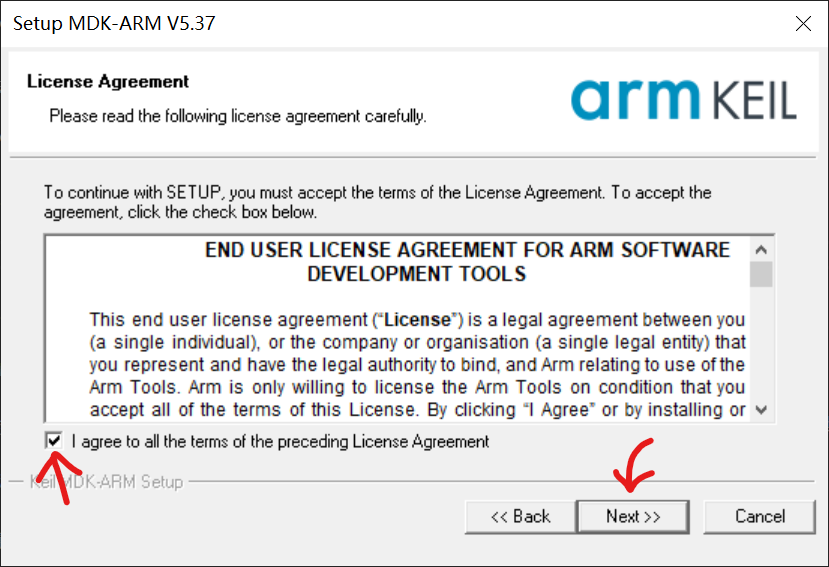 Setup MDK-ARM V5.37
License Agreement
Please read the following license agreement carefully.
arm KEIL
To continue with SETUP, you must accept the terms of the License Agreement. To accept the
agreement, click the check box below.
END USER LICENSE AGREEMENT FOR ARM SOFTWARE
DEVELOPMENT TOOLS
This end user license agreement (“License”) is a legal agreement between you
(a single individual), or the company or organisation (a single legal entity) that
you represent and have the legal authority to bind, and Arm relating to use of the
Arm Tools. Arm is only willing to license the Arm Tools on condition that you
accept all of the terms of this License. By clicking “I Agree” or by installing or
I agree to all the terms of the preceding License Agreement
Keil MDK-ARM Setup
<< Back
Next >>
Cancel